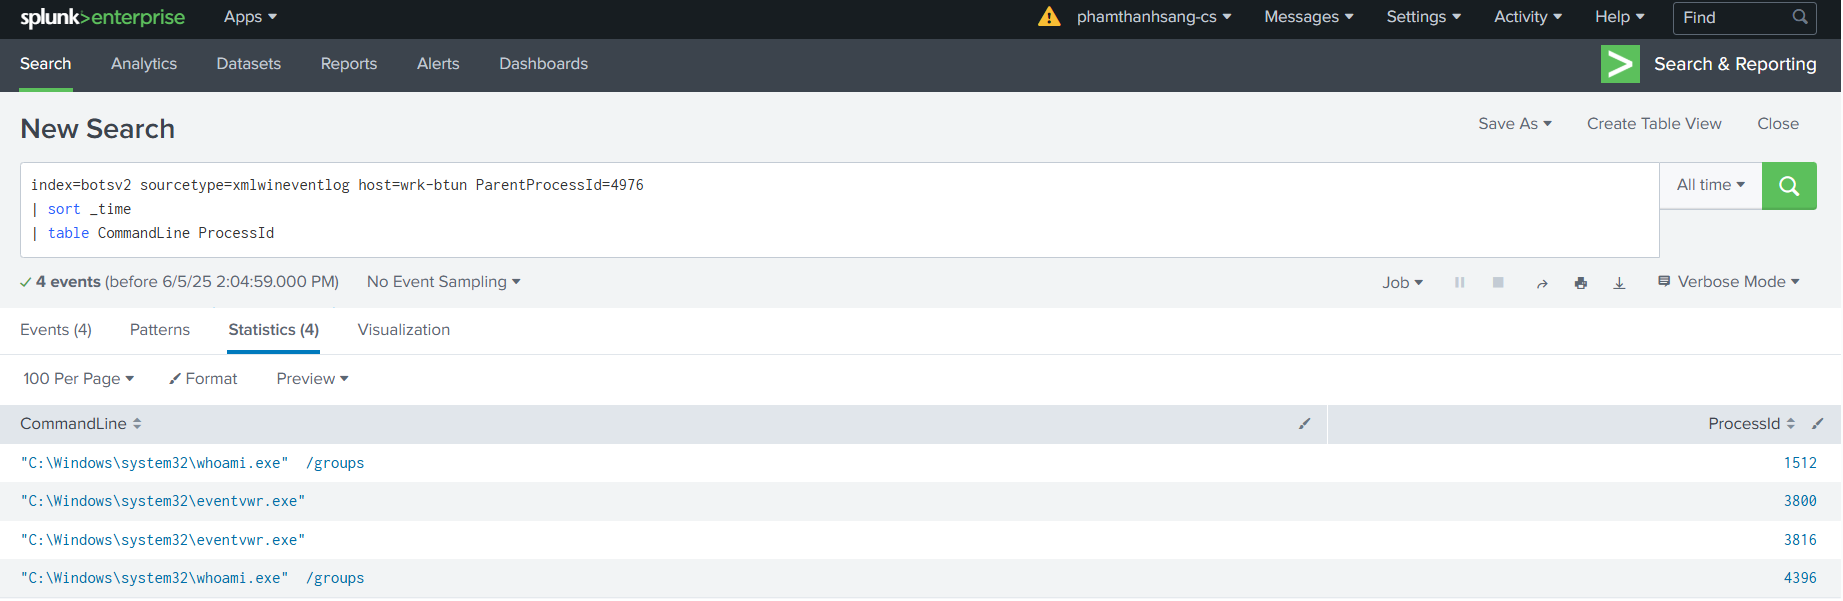 splunk>enterprise Apps phamthanhsang-cs Messages Settings Activity Help Find
Search Analytics Datasets Reports Alerts Dashboards > Search & Reporting
New Search Save As Create Table View Close
index=botsv2 sourcetype=xmlwineventlog host=wrk-btun ParentProcessId=4976 All time
| sort _time
| table CommandLine ProcessId
4 events (before 6/5/25 2:04:59.000 PM) No Event Sampling Job Verbose Mode
Events (4) Patterns Statistics (4) Visualization
100 Per Page Format Preview
CommandLine ProcessId
"C:\Windows\system32\whoami.exe"  /groups 1512
"C:\Windows\system32\eventvwr.exe" 3800
"C:\Windows\system32\eventvwr.exe" 3816
"C:\Windows\system32\whoami.exe"  /groups 4396